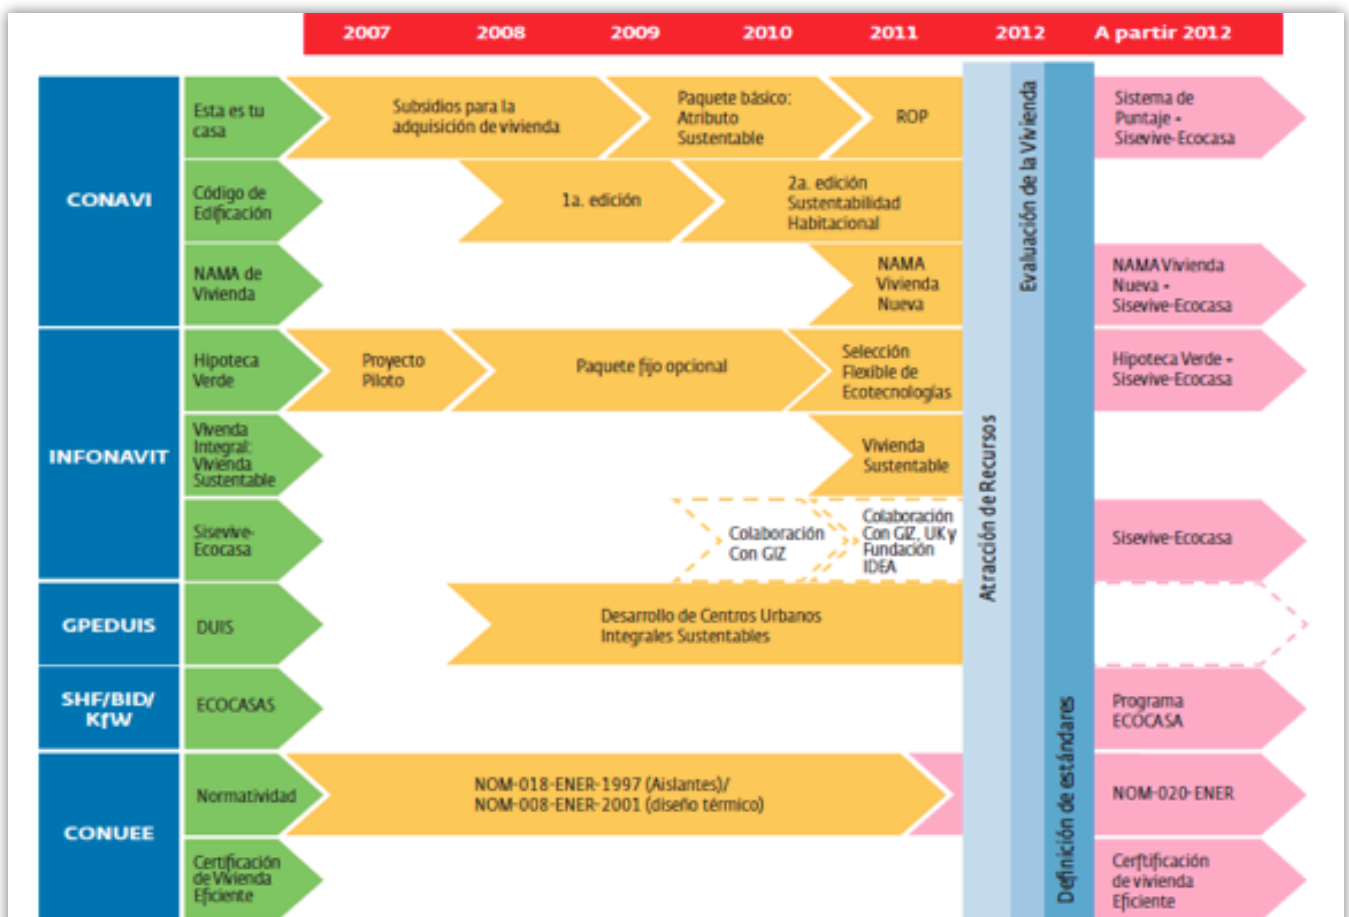 2007 2008 2009 2010 2011 2012 A partir 2012
CONAVI
Esta es tu
casa
Subsidios para la
adquisición de vivienda
Paquete básico:
Atributo
Sustentable
ROP
Sistema de
Puntaje -
Sisevive-Ecocasa
Código de
Edificación
1a. edición
2a. edición
Sustentabilidad
Habitacional
NAMA de
Vivienda
NAMA
Vivienda
Nueva
NAMA Vivienda
Nueva -
Sisevive-Ecocasa
INFONAVIT
Hipoteca
Verde
Proyecto
Piloto
Paquete fijo opcional
Selección
Flexible de
Ecotecnologías
Hipoteca Verde -
Sisevive-Ecocasa
Vivenda
Integral:
Vivienda
Sustentable
Vivienda
Sustentable
Sisevive-
Ecocasa
Colaboración
Con GIZ
Colaboración
Con GIZ, UK y
Fundación
IDEA
Sisevive-Ecocasa
GPEDUIS
DUIS
Desarrollo de Centros Urbanos
Integrales Sustentables
SHF/BID/
KfW
ECOCASAS
Programa
ECOCASA
CONUEE
Normatividad
NOM-018-ENER-1997 (Aislantes)/
NOM-008-ENER-2001 (diseño térmico)
NOM-020-ENER
Certificación
de Vivienda
Eficiente
Cerftificación
de vivienda
Eficiente
Atracción de Recursos
Evaluación de la Vivienda
Definición de estándares